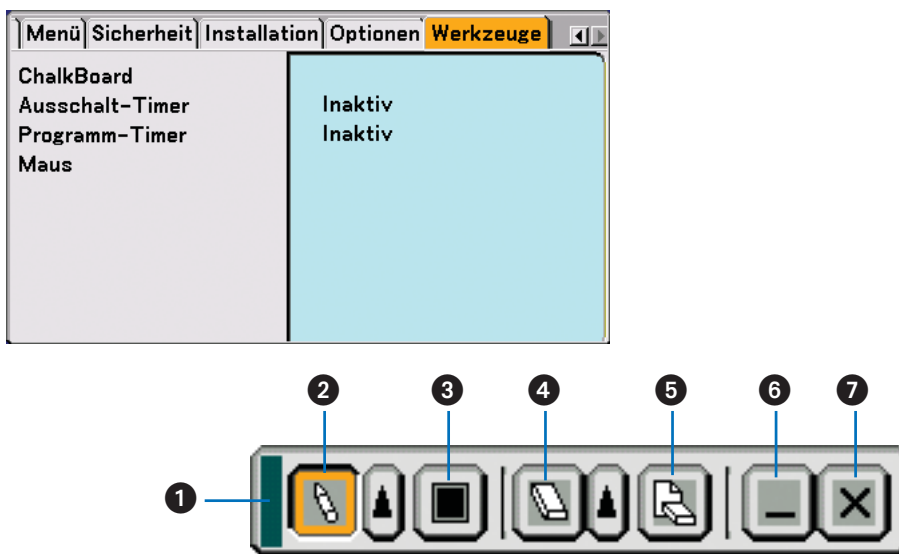 Menü Sicherheit Installation Optionen Werkzeuge
ChalkBoard
Ausschalt-Timer Inaktiv
Programm-Timer Inaktiv
Maus
2 3 4 5 6 7
1